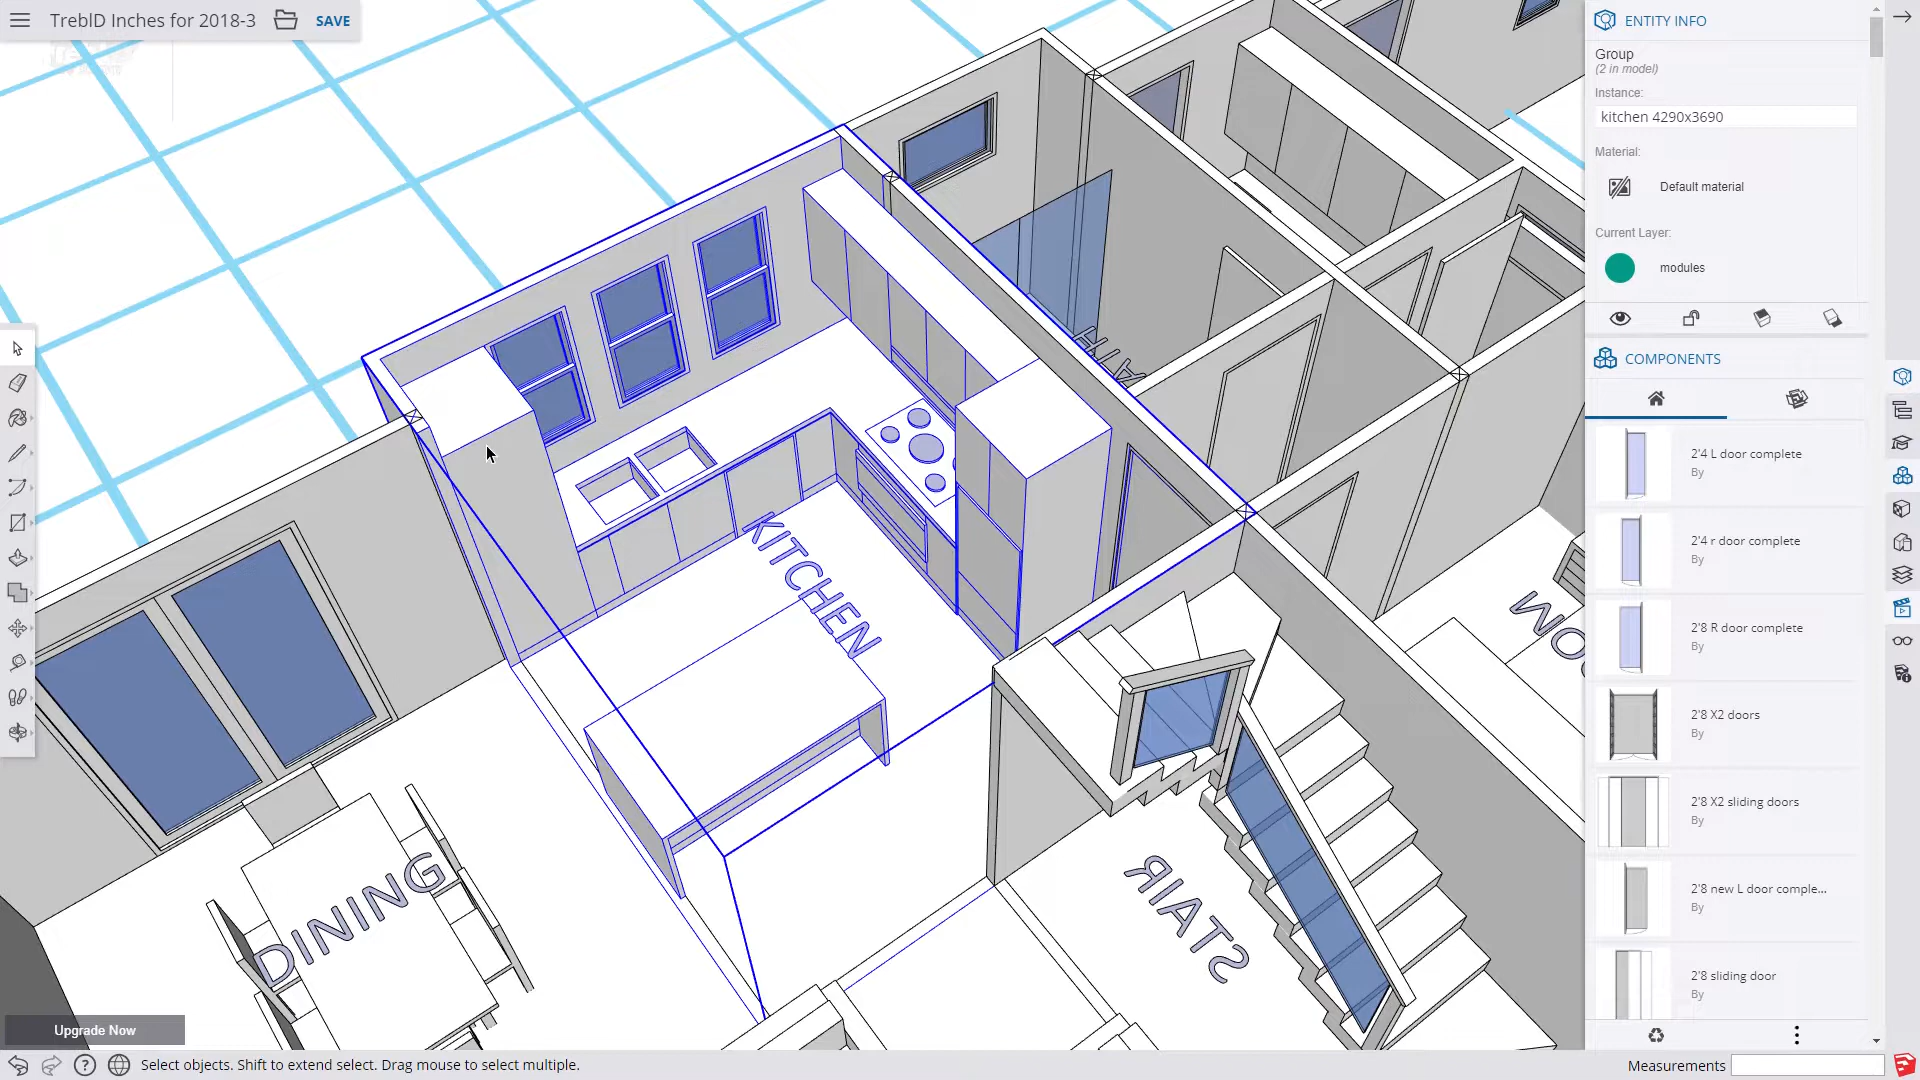 TrebID Inches for 2018-3
SAVE
ENTITY INFO
Group
(2 in model)
Instance:
kitchen 4290x3690
Material:
Default material
Current Layer:
modules
COMPONENTS
2'4 L door complete
By
2'4 r door complete
By
2'8 R door complete
By
2'8 X2 doors
By
2'8 X2 sliding doors
By
2'8 new L door comple...
By
2'8 sliding door
By
KITCHEN
DINING
STAIR
Upgrade Now
Select objects. Shift to extend select. Drag mouse to select multiple.
Measurements